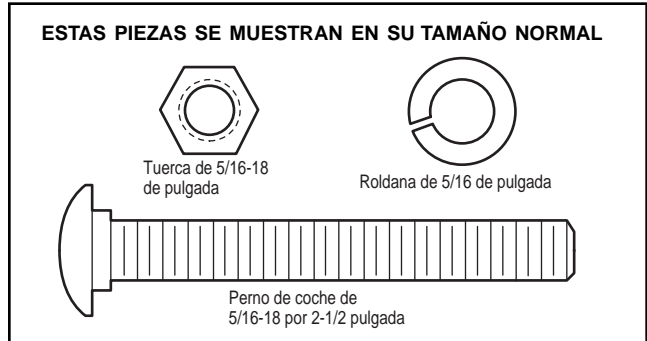 ESTAS PIEZAS SE MUESTRAN EN SU TAMAÑO NORMAL
Tuerca de 5/16-18
de pulgada
Roldana de 5/16 de pulgada
Perno de coche de
5/16-18 por 2-1/2 pulgada